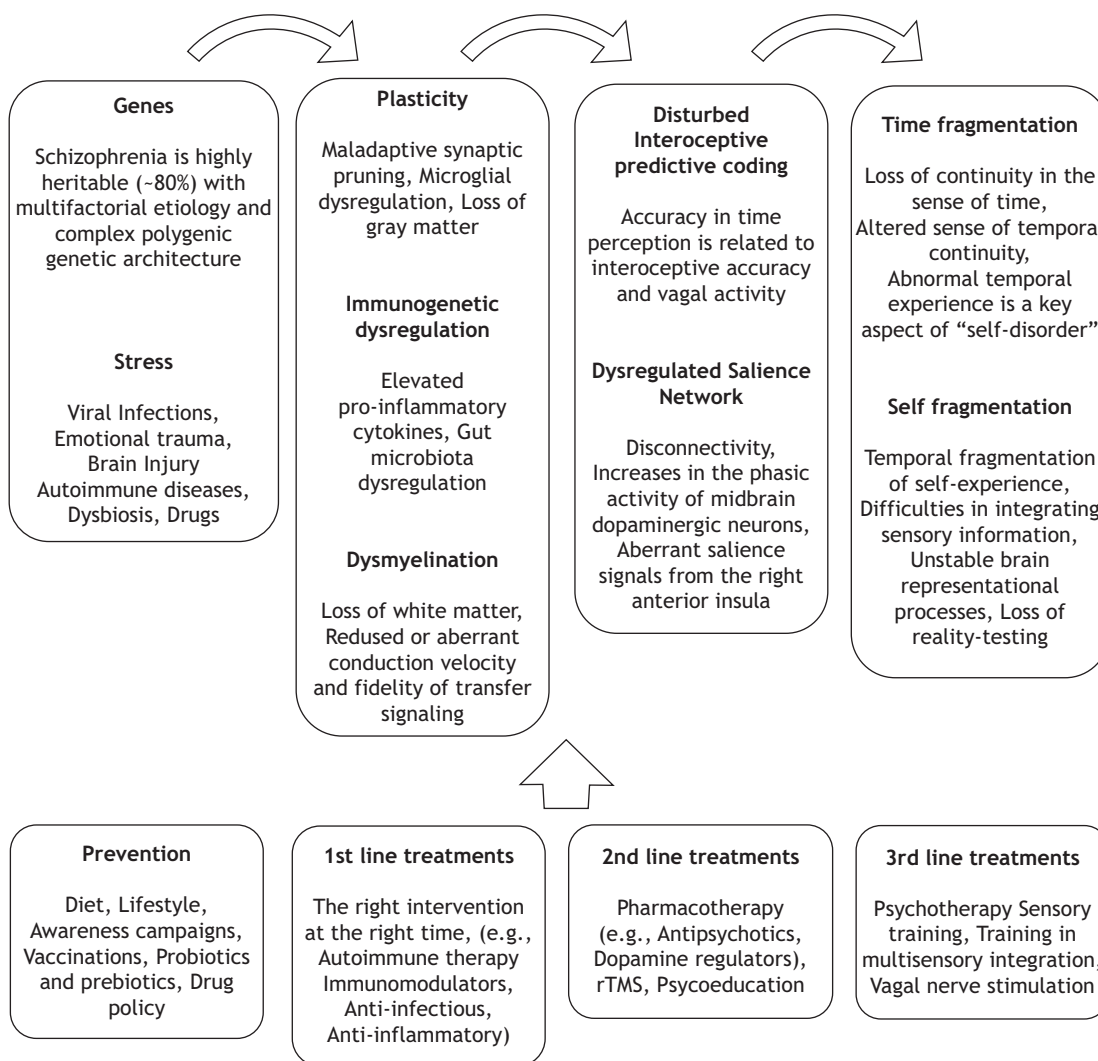 Genes
Schizophrenia is highly
heritable (~80%) with
multifactorial etiology and
complex polygenic
genetic architecture
Stress
Viral Infections,
Emotional trauma,
Brain Injury
Autoimmune diseases,
Dysbiosis, Drugs
Plasticity
Maladaptive synaptic
pruning, Microglial
dysregulation, Loss of
gray matter
Immunogenetic
dysregulation
Elevated
pro-inflammatory
cytokines, Gut
microbiota
dysregulation
Dysmyelination
Loss of white matter,
Redused or aberrant
conduction velocity
and fidelity of transfer
signaling
Disturbed
Interoceptive
predictive coding
Accuracy in time
perception is related to
interoceptive accuracy
and vagal activity
Dysregulated Salience
Network
Disconnectivity,
Increases in the phasic
activity of midbrain
dopaminergic neurons,
Aberrant salience
signals from the right
anterior insula
Time fragmentation
Loss of continuity in the
sense of time,
Altered sense of tempora
continuity,
Abnormal temporal
experience is a key
aspect of “self-disorder”
Self fragmentation
Temporal fragmentation
of self-experience,
Difficulties in integrating
sensory information,
Unstable brain
representational
processes, Loss of
reality-testing
Prevention
Diet, Lifestyle,
Awareness campaigns,
Vaccinations, Probiotics
and prebiotics, Drug
policy
1st line treatments
The right intervention
at the right time, (e.g.,
Autoimmune therapy
Immunomodulators,
Anti-infectious,
Anti-inflammatory)
2nd line treatments
Pharmacotherapy
(e.g., Antipsychotics,
Dopamine regulators),
rTMS, Psycoeducation
3rd line treatments
Psychotherapy Sensory
training, Training in
multisensory integration,
Vagal nerve stimulation